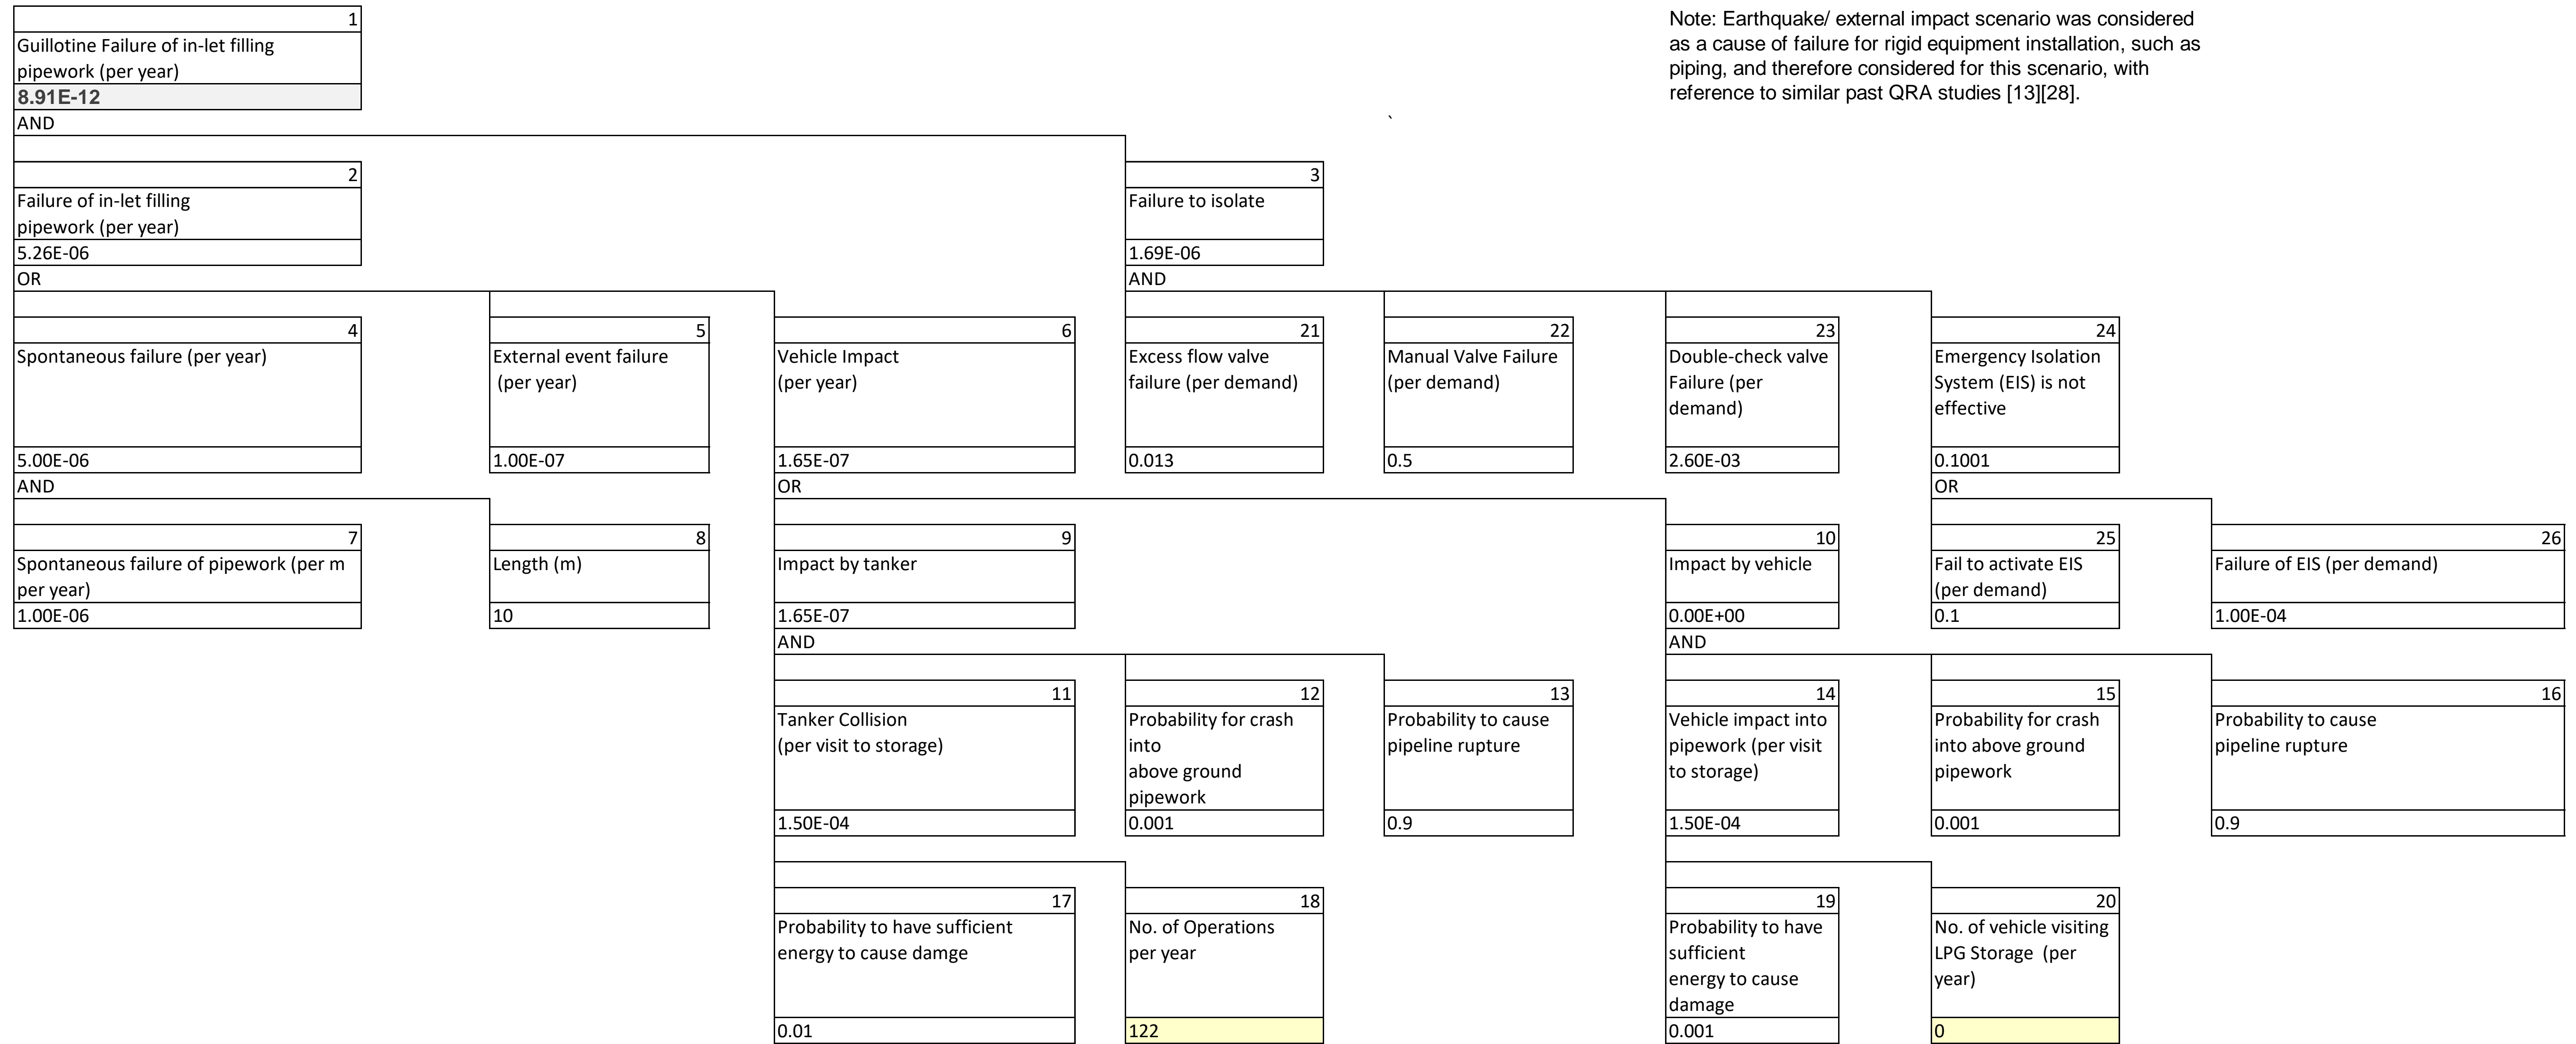 1
Guillotine Failure of in-let filling
pipework (per year)
8.91E-12
AND
Note: Earthquake/ external impact scenario was considered
as a cause of failure for rigid equipment installation, such as
piping, and therefore considered for this scenario, with
reference to similar past QRA studies [13][28].
`
2
Failure of in-let filling
pipework (per year)
5.26E-06
OR
3
Failure to isolate
1.69E-06
AND
4
Spontaneous failure (per year)
5.00E-06
AND
5
External event failure
(per year)
1.00E-07
6
Vehicle Impact
(per year)
1.65E-07
OR
21
Excess flow valve
failure (per demand)
0.013
22
Manual Valve Failure
(per demand)
0.5
23
Double-check valve
Failure (per
demand)
2.60E-03
24
Emergency Isolation
System (EIS) is not
effective
0.1001
OR
7
Spontaneous failure of pipework (per m
per year)
1.00E-06
8
Length (m)
10
9
Impact by tanker
1.65E-07
AND
10
Impact by vehicle
0.00E+00
AND
25
Fail to activate EIS
(per demand)
0.1
26
Failure of EIS (per demand)
1.00E-04
11
Tanker Collision
(per visit to storage)
1.50E-04
12
Probability for crash
into
above ground
pipework
0.001
13
Probability to cause
pipeline rupture
0.9
14
Vehicle impact into
pipework (per visit
to storage)
1.50E-04
15
Probability for crash
into above ground
pipework
0.001
16
Probability to cause
pipeline rupture
0.9
17
Probability to have sufficient
energy to cause damge
0.01
18
No. of Operations
per year
122
19
Probability to have
sufficient
energy to cause
damage
0.001
20
No. of vehicle visiting
LPG Storage (per
year)
0